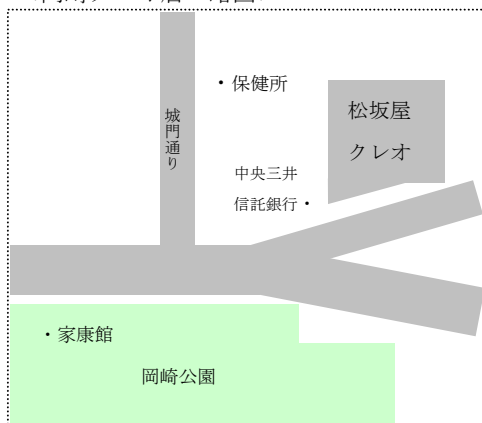 ・保健所
松坂屋
クレオ
城門通り
中央三井
信託銀行・
・家康館
岡崎公園